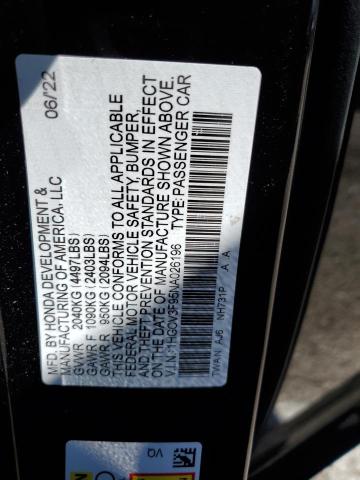 MFD. BY HONDA DEVELOPMENT & 06/'22
MANUFACTURING OF AMERICA, LLC
GVWR 2040KG (4497LBS)
GAWR F 1090KG (2403LBS)
GAWR R 950KG (2094LBS)
THIS VEHICLE CONFORMS TO ALL APPLICABLE
FEDERAL MOTOR VEHICLE SAFETY, BUMPER,
AND THEFT PREVENTION STANDARDS IN EFFECT
ON THE DATE OF MANUFACTURE SHOWN ABOVE.
V.I.N. 1HGCV3F95NA026196 TYPE:PASSENGER CAR
TWAIN AJ6 NH731P A A
VQ